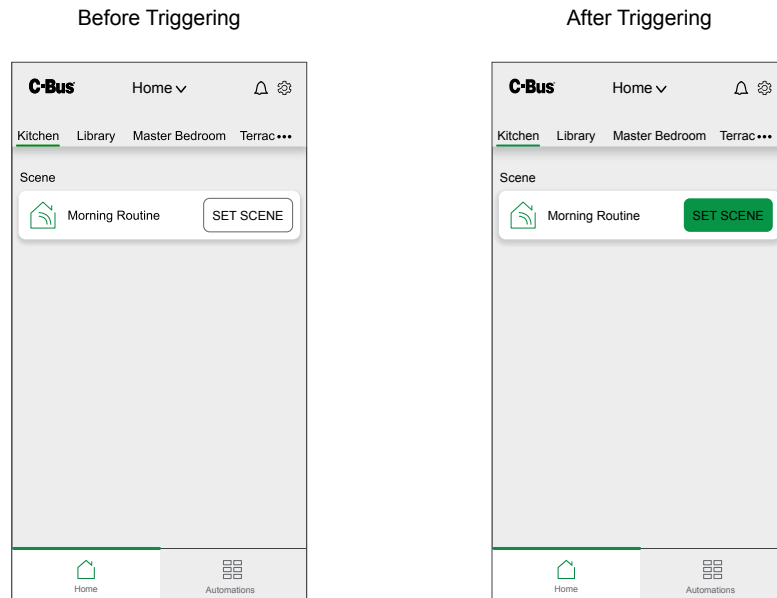 Before Triggering
C-Bus
Home
Kitchen Library Master Bedroom Terrac•••
Scene
Morning Routine SET SCENE
Home Automations
After Triggering
C-Bus
Home
Kitchen Library Master Bedroom Terrac•••
Scene
Morning Routine SET SCENE
Home Automations